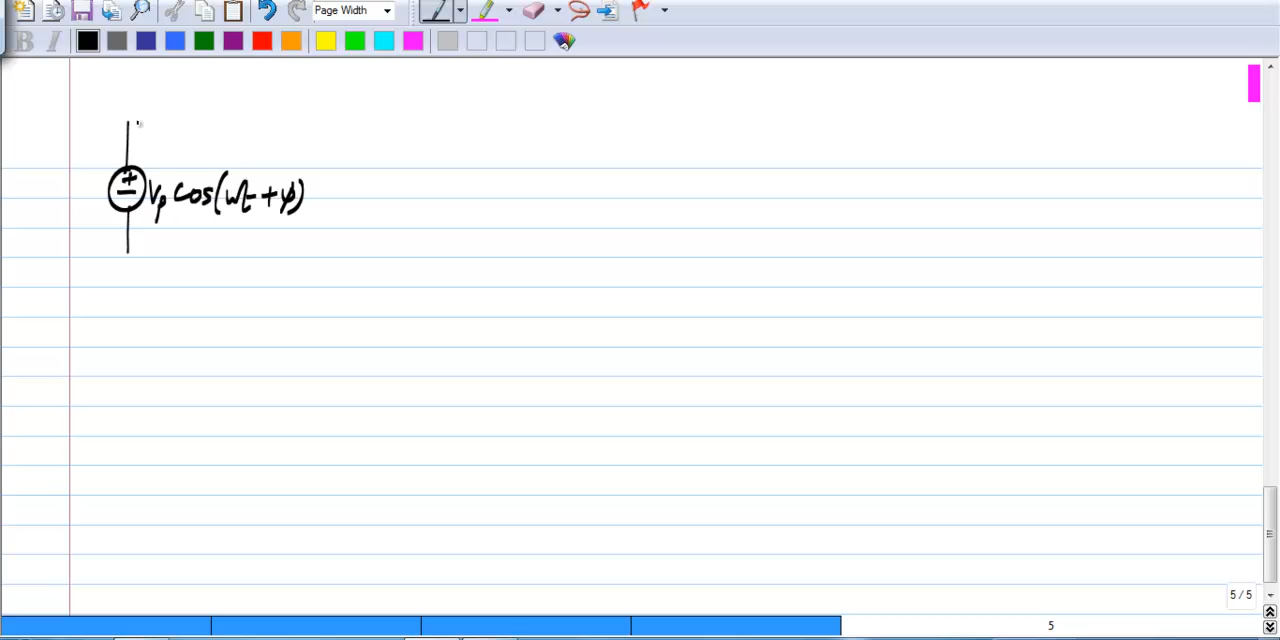 B I
Page Width
+
−
Vp cos(ωt + φ)
5 / 5
5